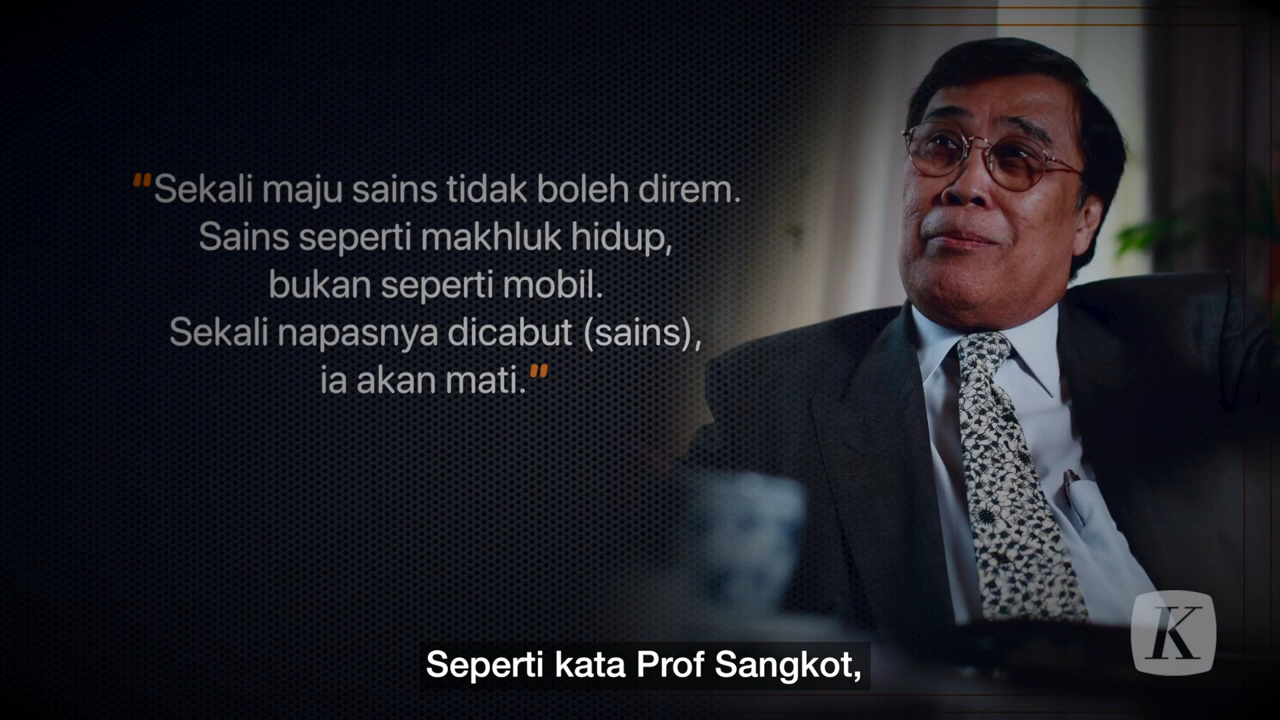 "Sekali maju sains tidak boleh direm.
Sains seperti makhluk hidup,
bukan seperti mobil.
Sekali napasnya dicabut (sains),
ia akan mati."
K
Seperti kata Prof Sangkot,